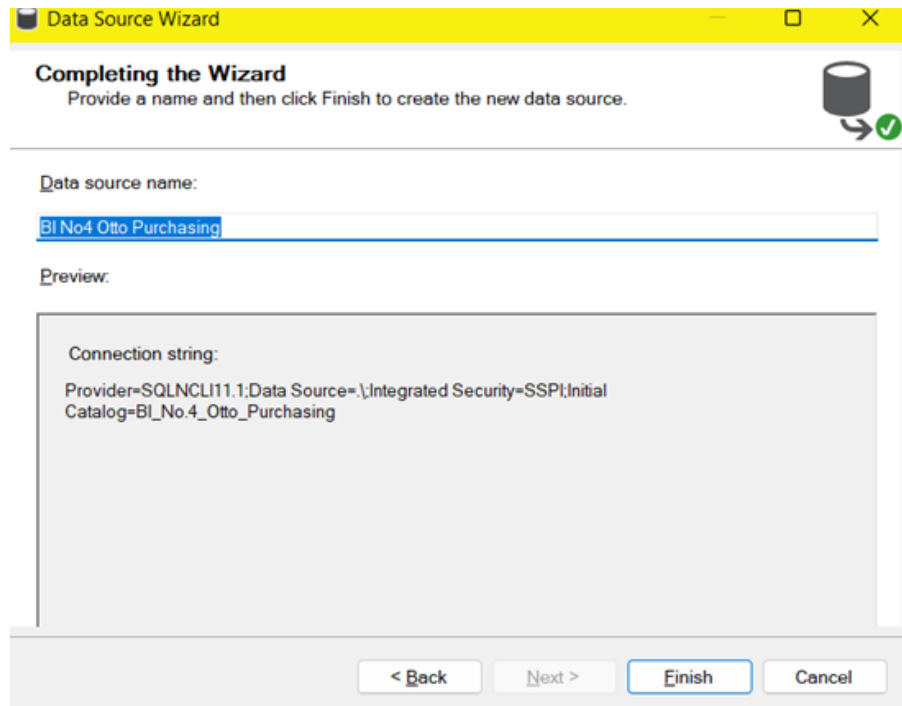 Data Source Wizard
Completing the Wizard
Provide a name and then click Finish to create the new data source.
Data source name:
BI No4 Otto Purchasing
Preview:
Connection string:
Provider=SQLNCLI11.1;Data Source=.\;Integrated Security=SSPI;Initial
Catalog=BI_No.4_Otto_Purchasing
< Back
Next >
Finish
Cancel